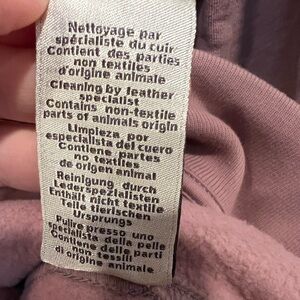 Nettoyage par
spécialiste du cuir
Contient des parties
non textiles
d'origine animale
Cleaning by leather
specialist
Contains non-textile
parts of animals origin
Limpieza por
especialista del cuero
Contiene partes
no textiles
de origen animal
Reinigung durch
Lederspezialisten
Enthält nicht textile
Teile tierischen
Ursprungs
Pulire presso uno
specialista della pelle
Contiene delle parti
non tessili
di origine animale